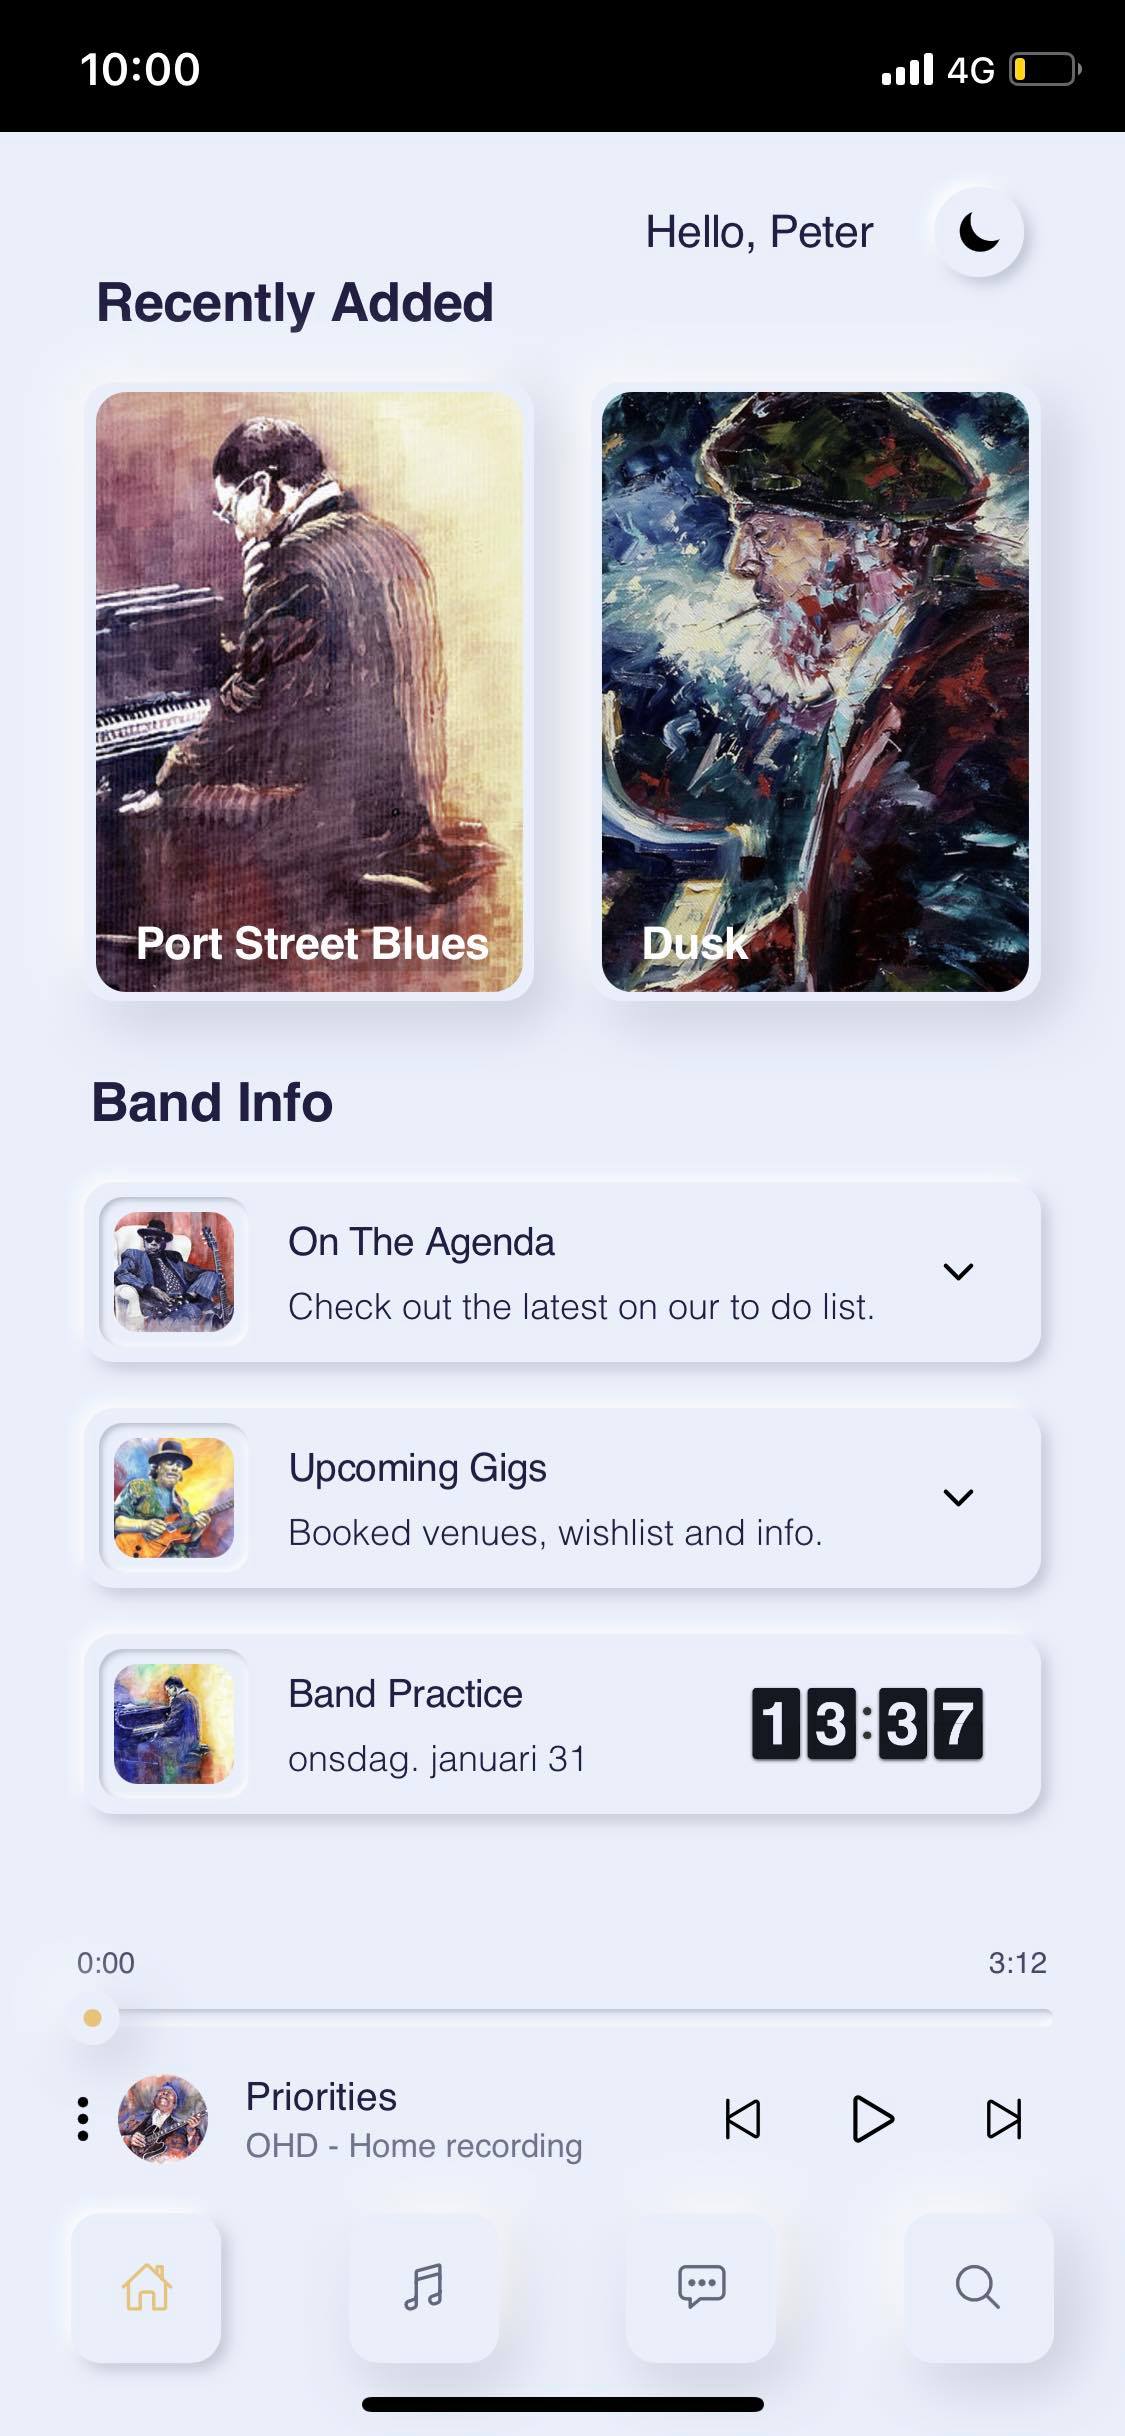 10:00
4G
Hello, Peter
Recently Added
Port Street Blues
Dusk
Band Info
On The Agenda
Check out the latest on our to do list.
Upcoming Gigs
Booked venues, wishlist and info.
Band Practice
onsdag. januari 31
13:37
0:00
3:12
Priorities
OHD - Home recording